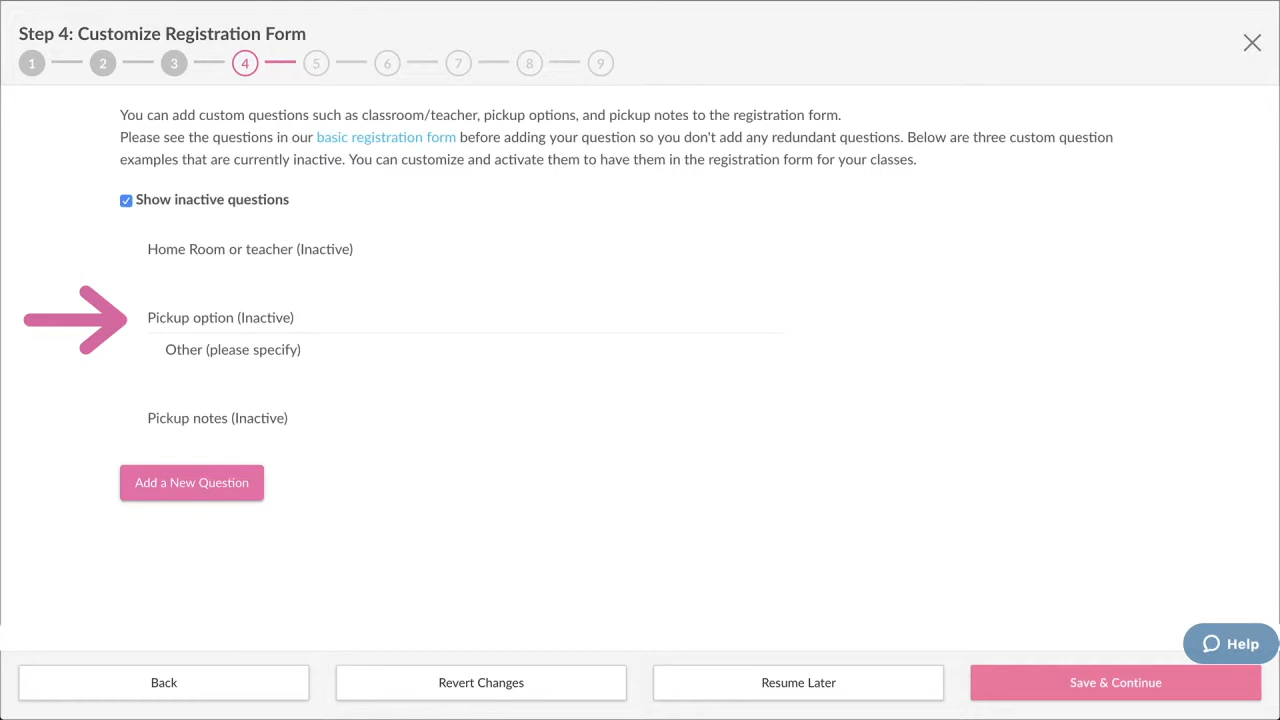 Step 4: Customize Registration Form
1 2 3 4 5 6 7 8 9
You can add custom questions such as classroom/teacher, pickup options, and pickup notes to the registration form.
Please see the questions in our basic registration form before adding your question so you don't add any redundant questions. Below are three custom question
examples that are currently inactive. You can customize and activate them to have them in the registration form for your classes.
Show inactive questions
Home Room or teacher (Inactive)
Pickup option (Inactive)
Other (please specify)
Pickup notes (Inactive)
Add a New Question
Help
Back Revert Changes Resume Later Save & Continue